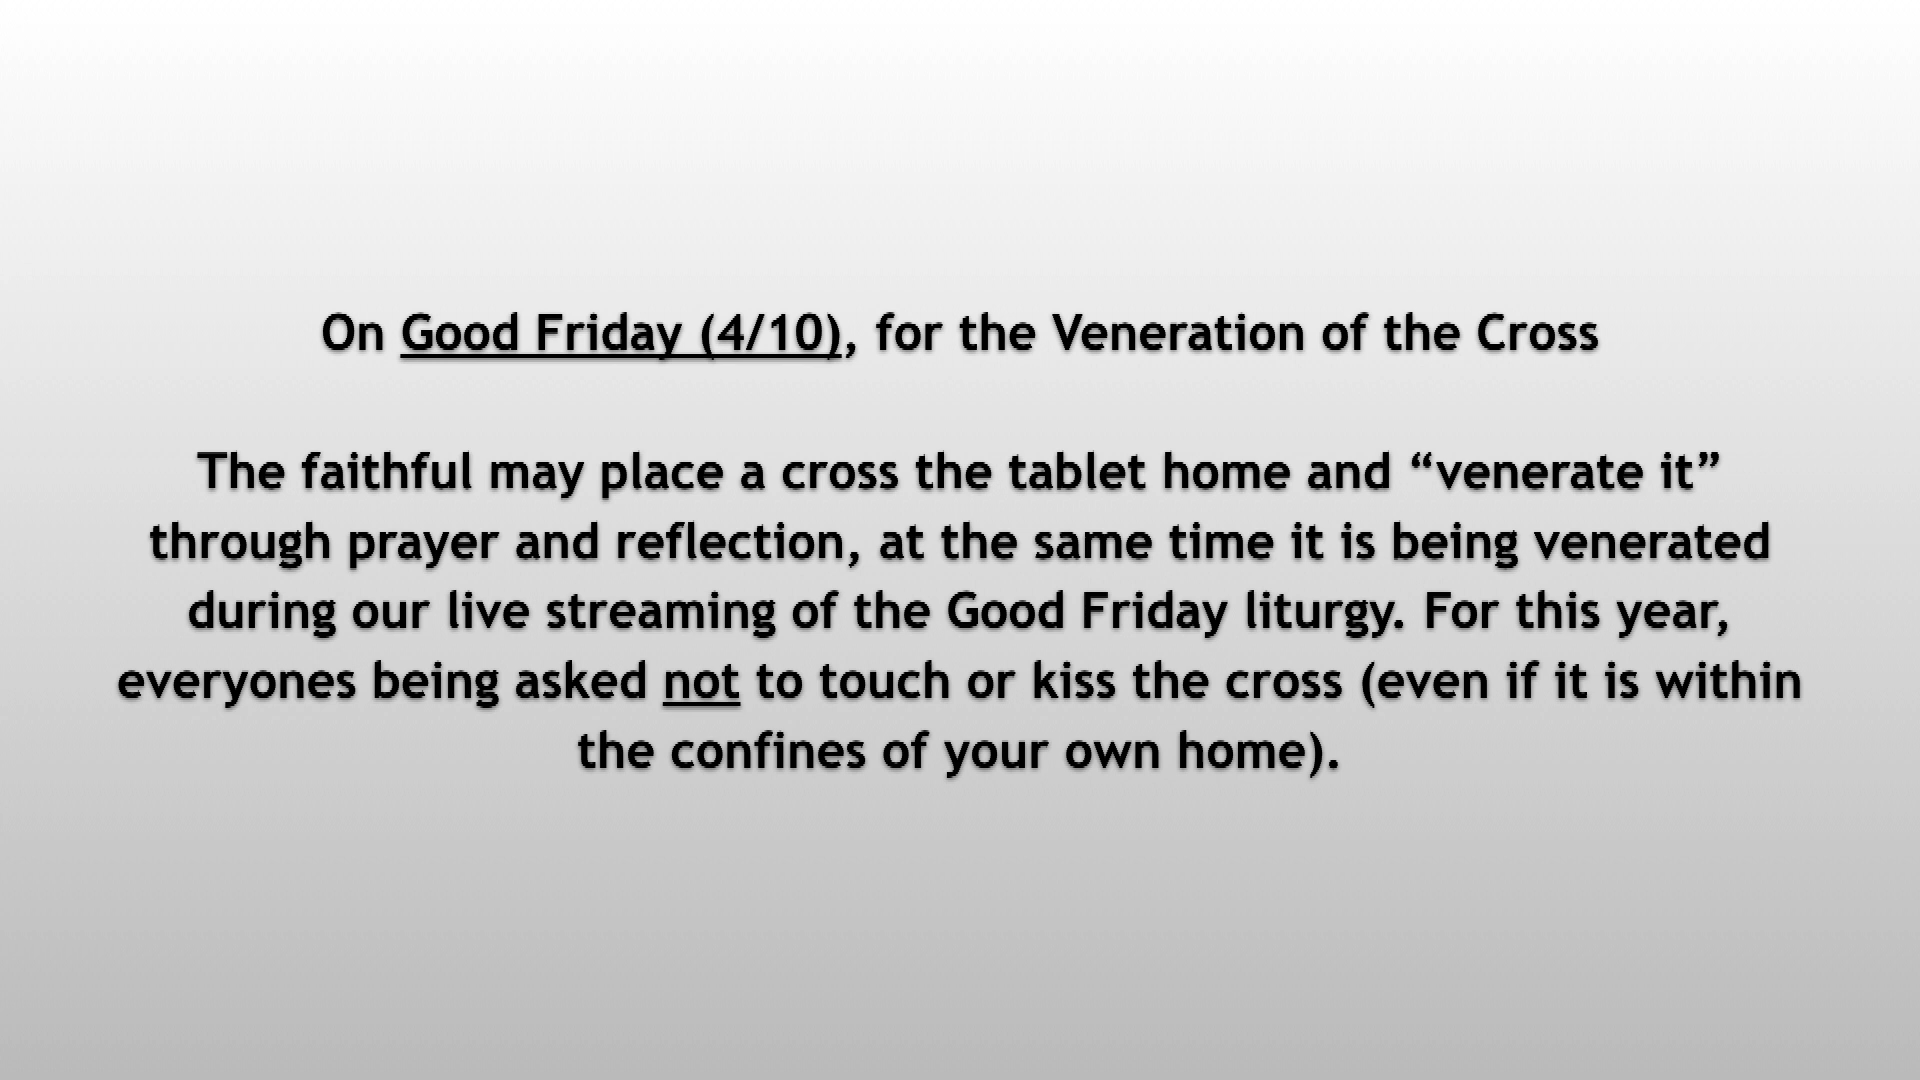 On Good Friday (4/10), for the Veneration of the Cross
The faithful may place a cross the tablet home and “venerate it”
through prayer and reflection, at the same time it is being venerated
during our live streaming of the Good Friday liturgy. For this year,
everyones being asked not to touch or kiss the cross (even if it is within
the confines of your own home).